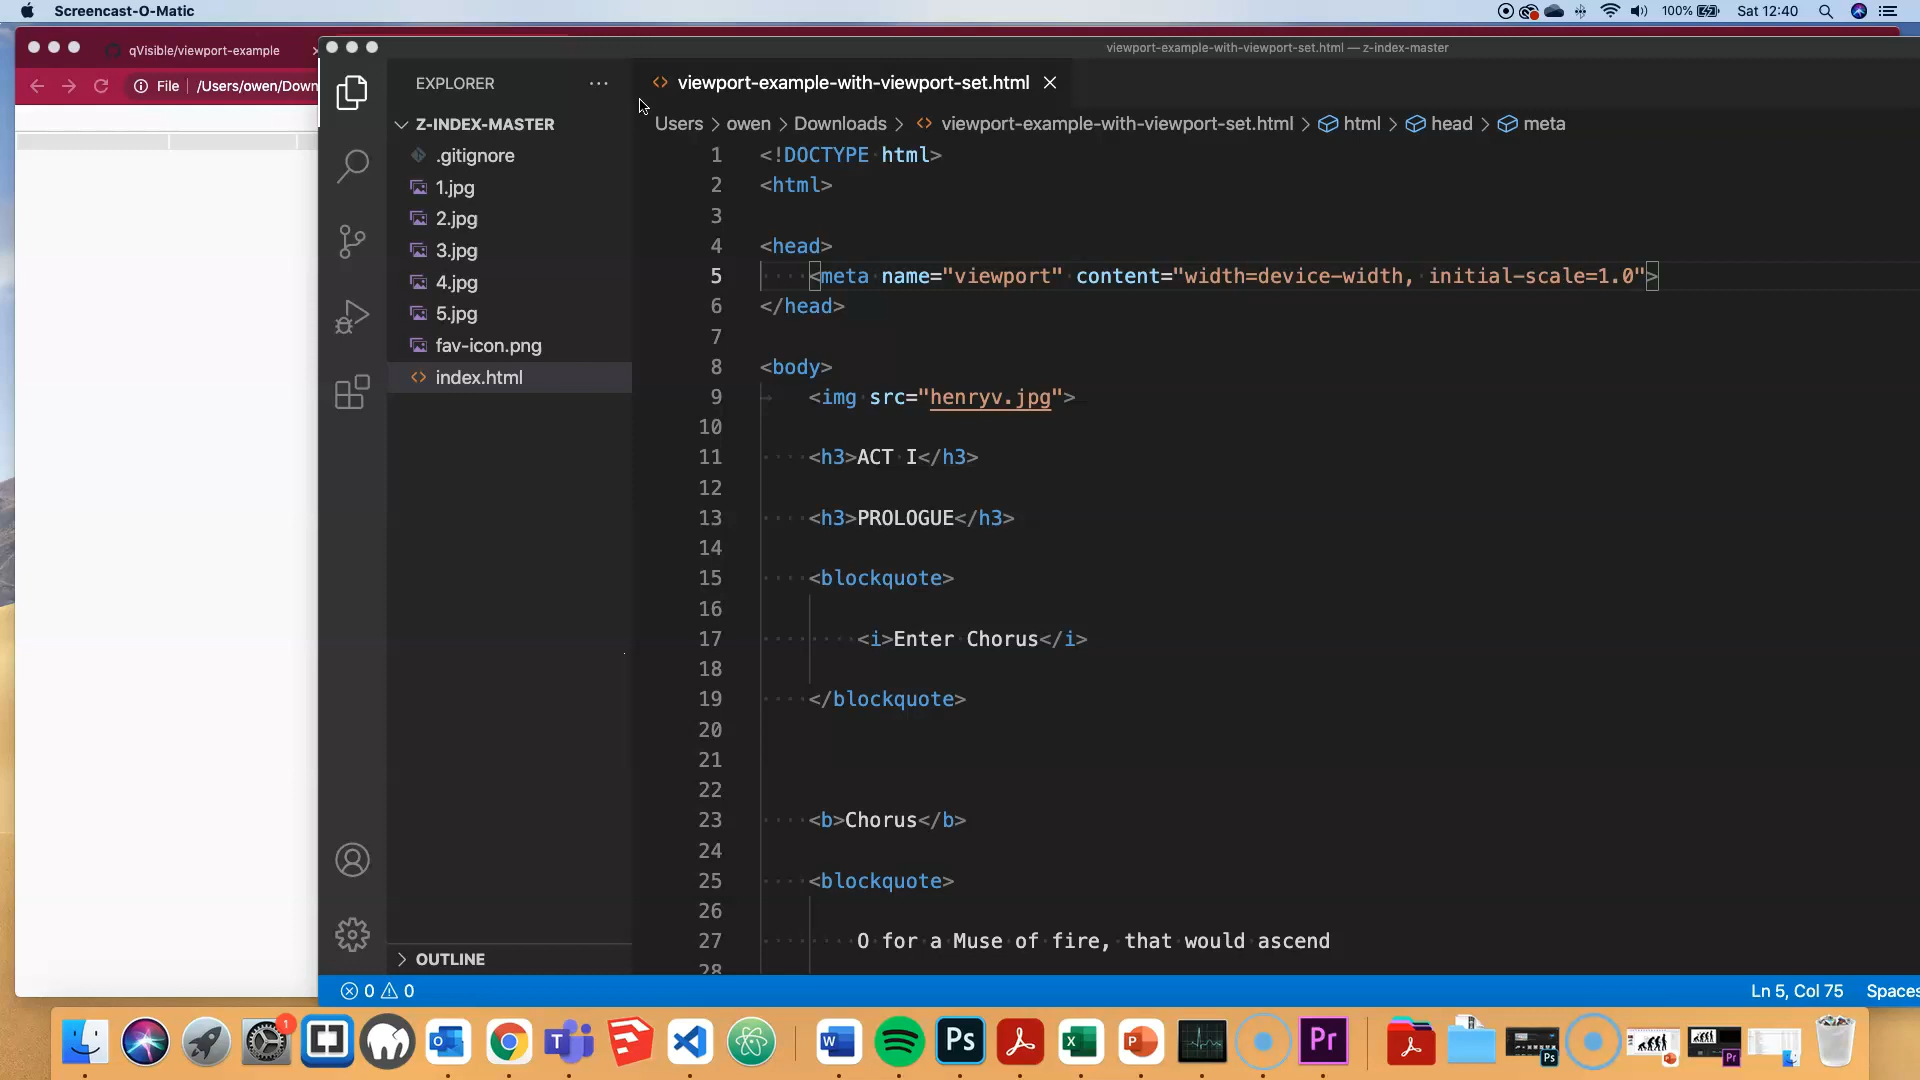 Screencast-O-Matic
100%
Sat 12:40
qVisible/viewport-example
File
/Users/owen/Down
viewport-example-with-viewport-set.html — z-index-master
EXPLORER
viewport-example-with-viewport-set.html
Users > owen > Downloads > viewport-example-with-viewport-set.html > html > head > meta
Z-INDEX-MASTER
.gitignore
1.jpg
2.jpg
3.jpg
4.jpg
5.jpg
fav-icon.png
index.html
OUTLINE
1 <!DOCTYPE html>
2 <html>
3
4 <head>
5 <meta name="viewport" content="width=device-width, initial-scale=1.0">
6 </head>
7
8 <body>
9 <img src="henryv.jpg">
10
11 <h3>ACT I</h3>
12
13 <h3>PROLOGUE</h3>
14
15 <blockquote>
16
17 <i>Enter Chorus</i>
18
19 </blockquote>
20
21
22
23 <b>Chorus</b>
24
25 <blockquote>
26
27 O for a Muse of fire, that would ascend
28
0 0
Ln 5, Col 75
Spaces
1
W
Ps
X
P
Pr